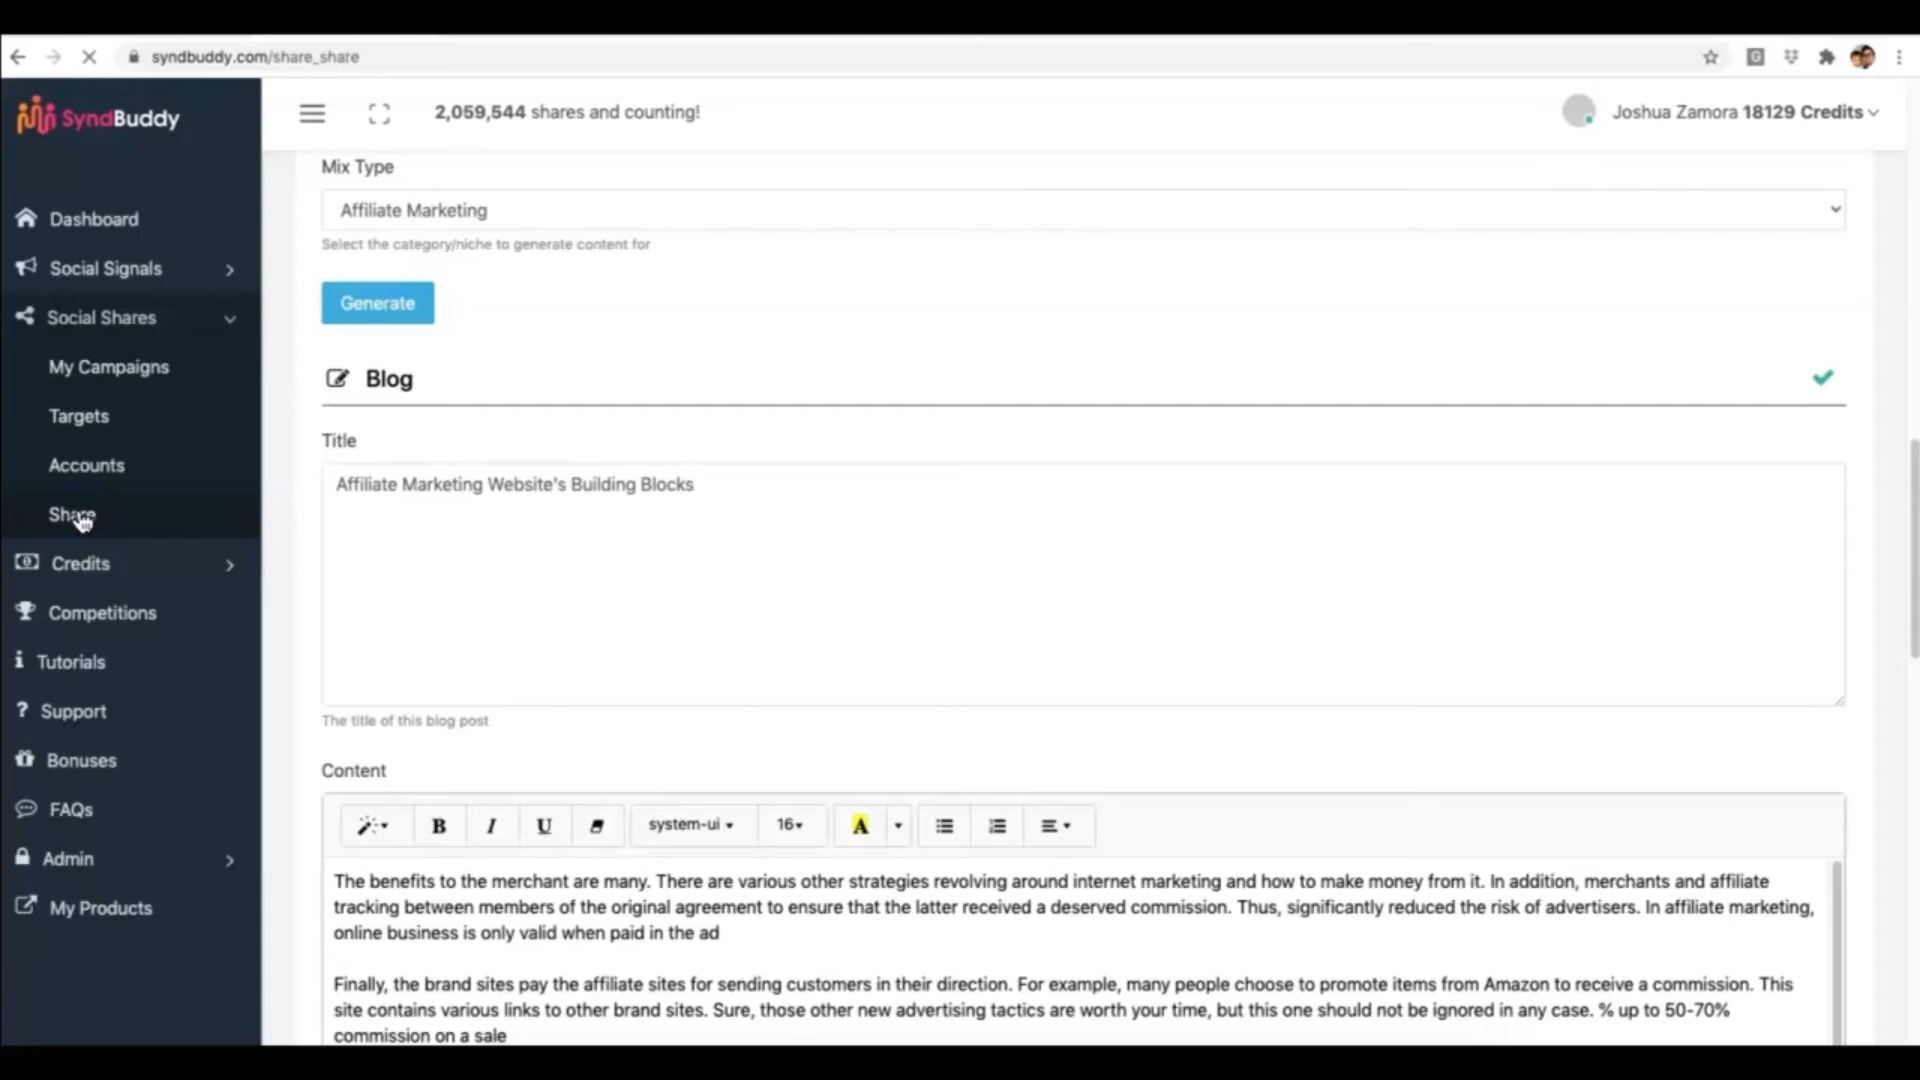 syndbuddy.com/share_share
SyndBuddy
2,059,544 shares and counting!
Joshua Zamora 18129 Credits
Dashboard
Social Signals
Social Shares
My Campaigns
Targets
Accounts
Share
Credits
Competitions
Tutorials
Support
Bonuses
FAQs
Admin
My Products
Mix Type
Affiliate Marketing
Select the category/niche to generate content for
Generate
Blog
Title
Affiliate Marketing Website's Building Blocks
The title of this blog post
Content
B I U system-ui 16 A
The benefits to the merchant are many. There are various other strategies revolving around internet marketing and how to make money from it. In addition, merchants and affiliate
tracking between members of the original agreement to ensure that the latter received a deserved commission. Thus, significantly reduced the risk of advertisers. In affiliate marketing,
online business is only valid when paid in the ad
Finally, the brand sites pay the affiliate sites for sending customers in their direction. For example, many people choose to promote items from Amazon to receive a commission. This
site contains various links to other brand sites. Sure, those other new advertising tactics are worth your time, but this one should not be ignored in any case. % up to 50-70%
commission on a sale